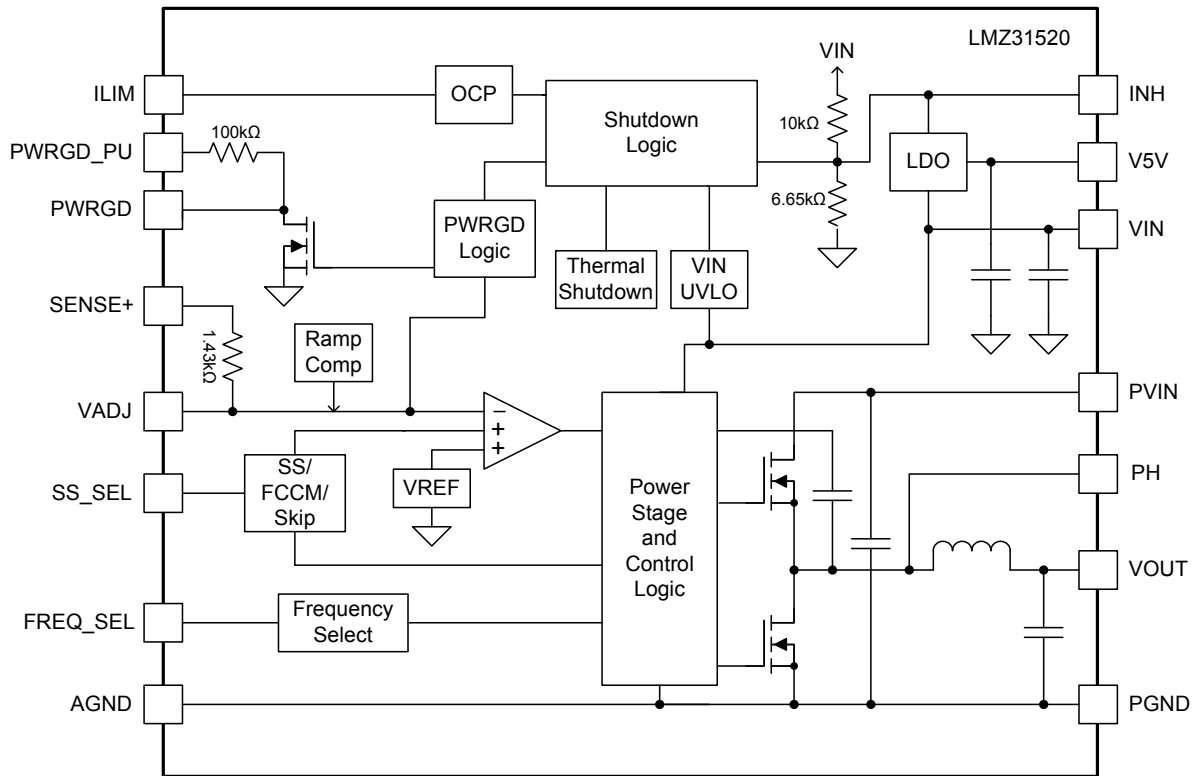 LMZ31520
VIN
ILIM
OCP
Shutdown
Logic
10kΩ
INH
PWRGD_PU
100kΩ
LDO
V5V
PWRGD
PWRGD
Logic
6.65kΩ
VIN
Thermal
Shutdown
VIN
UVLO
SENSE+
1.43kΩ
Ramp
Comp
VADJ
−
+
+
PVIN
SS_SEL
SS/
FCCM/
Skip
VREF
Power
Stage
and
Control
Logic
PH
VOUT
FREQ_SEL
Frequency
Select
AGND
PGND